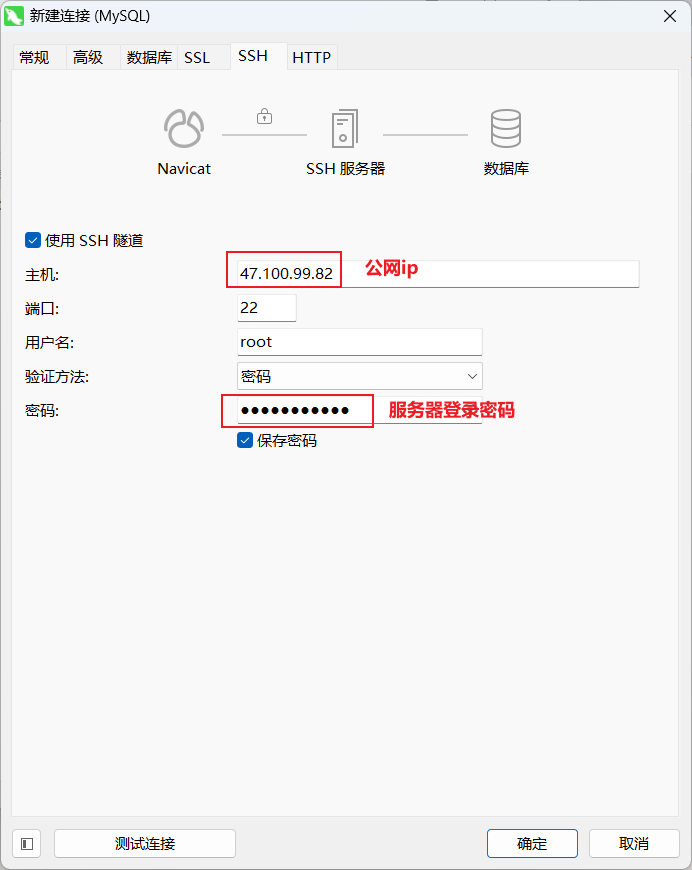 新建连接 (MySQL)
常规 高级 数据库 SSL SSH HTTP
Navicat SSH 服务器 数据库
使用 SSH 隧道
主机: 47.100.99.82 公网ip
端口: 22
用户名: root
验证方法: 密码
密码: ●●●●●●●●●●● 服务器登录密码
保存密码
测试连接 确定 取消